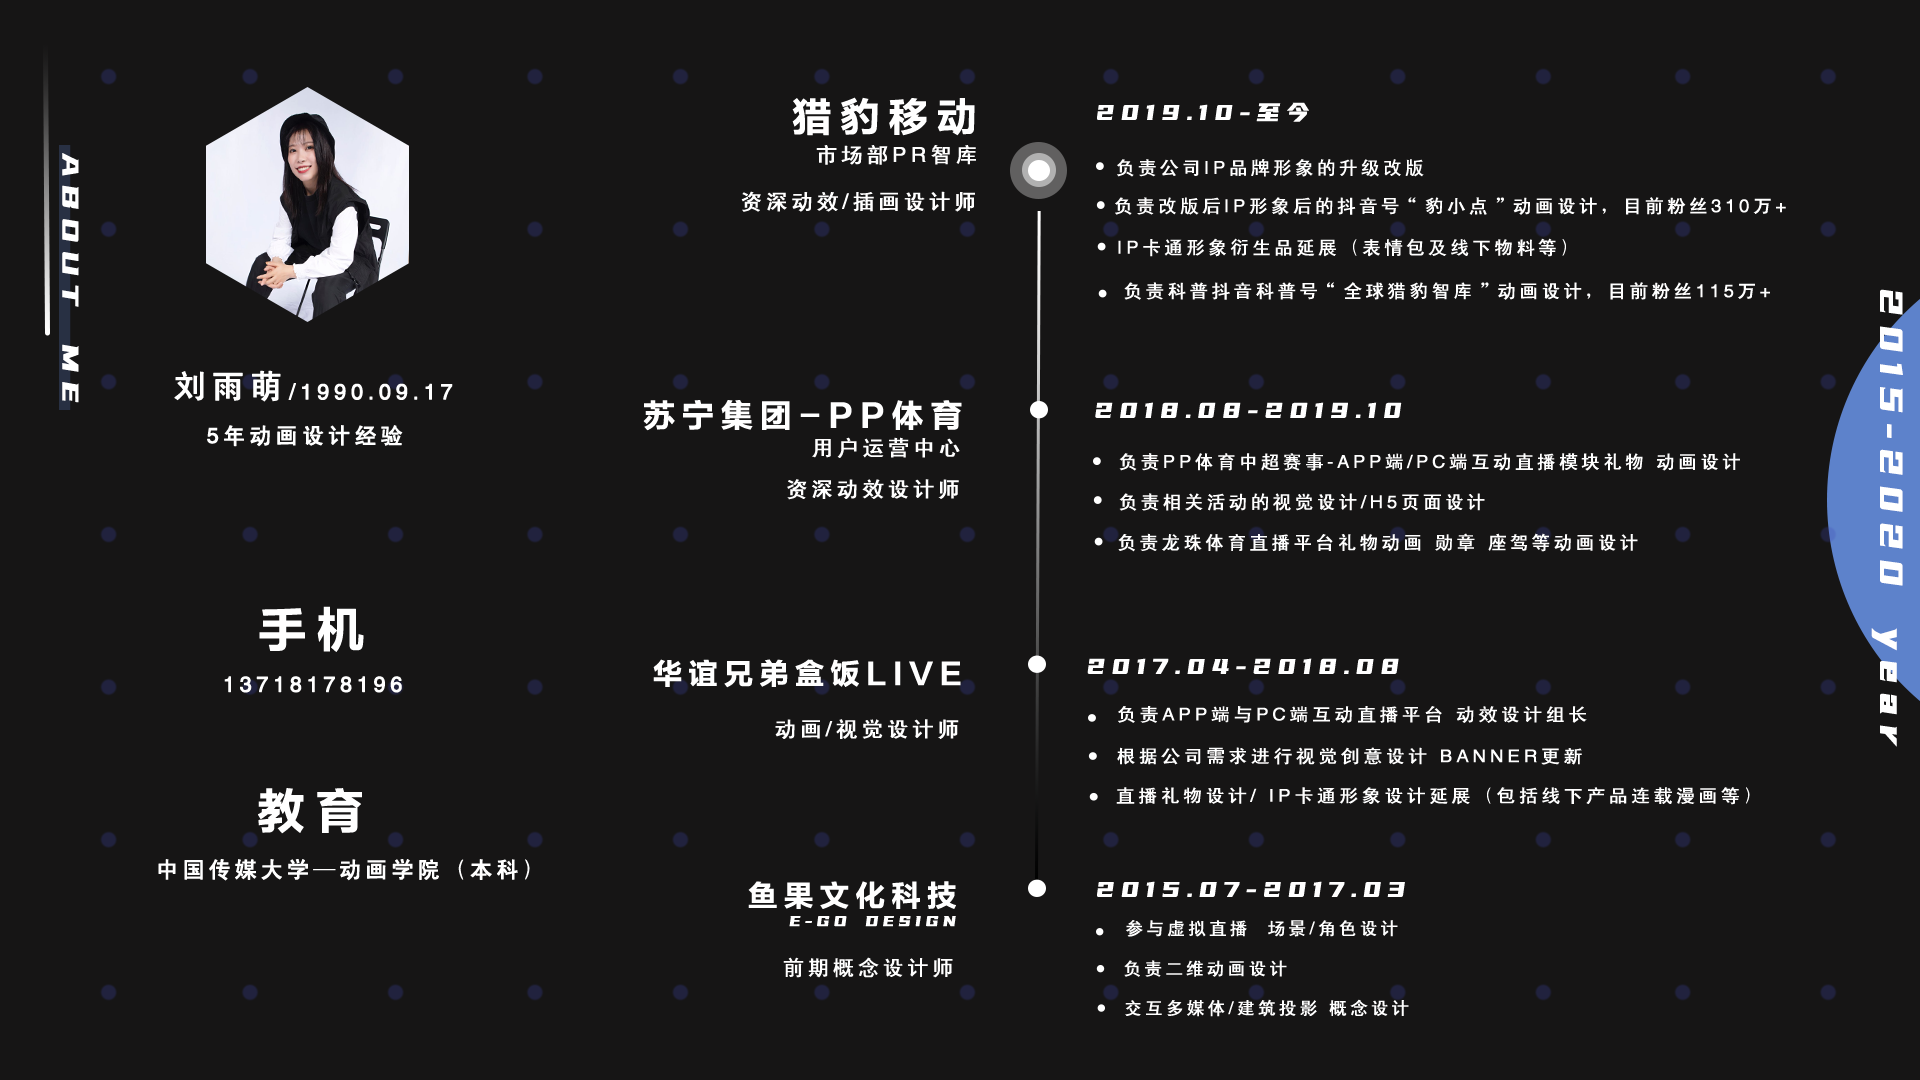 ABOUT ME
刘雨萌/1990.09.17
5年动画设计经验
手机
13718178196
教育
中国传媒大学—动画学院（本科）
猎豹移动
市场部PR智库
资深动效/插画设计师
2019.10-至今
负责公司IP品牌形象的升级改版
负责改版后IP形象后的抖音号“豹小点”动画设计，目前粉丝310万+
IP卡通形象衍生品延展（表情包及线下物料等）
负责科普抖音科普号“全球猎豹智库”动画设计，目前粉丝115万+
苏宁集团-PP体育
用户运营中心
资深动效设计师
2018.08-2019.10
负责PP体育中超赛事-APP端/PC端互动直播模块礼物 动画设计
负责相关活动的视觉设计/H5页面设计
负责龙珠体育直播平台礼物动画 勋章 座驾等动画设计
华谊兄弟盒饭LIVE
动画/视觉设计师
2017.04-2018.08
负责APP端与PC端互动直播平台 动效设计组长
根据公司需求进行视觉创意设计 BANNER更新
直播礼物设计/ IP卡通形象设计延展（包括线下产品连载漫画等）
鱼果文化科技
E-GO DESIGN
前期概念设计师
2015.07-2017.03
参与虚拟直播 场景/角色设计
负责二维动画设计
交互多媒体/建筑投影 概念设计
2015-2020 year